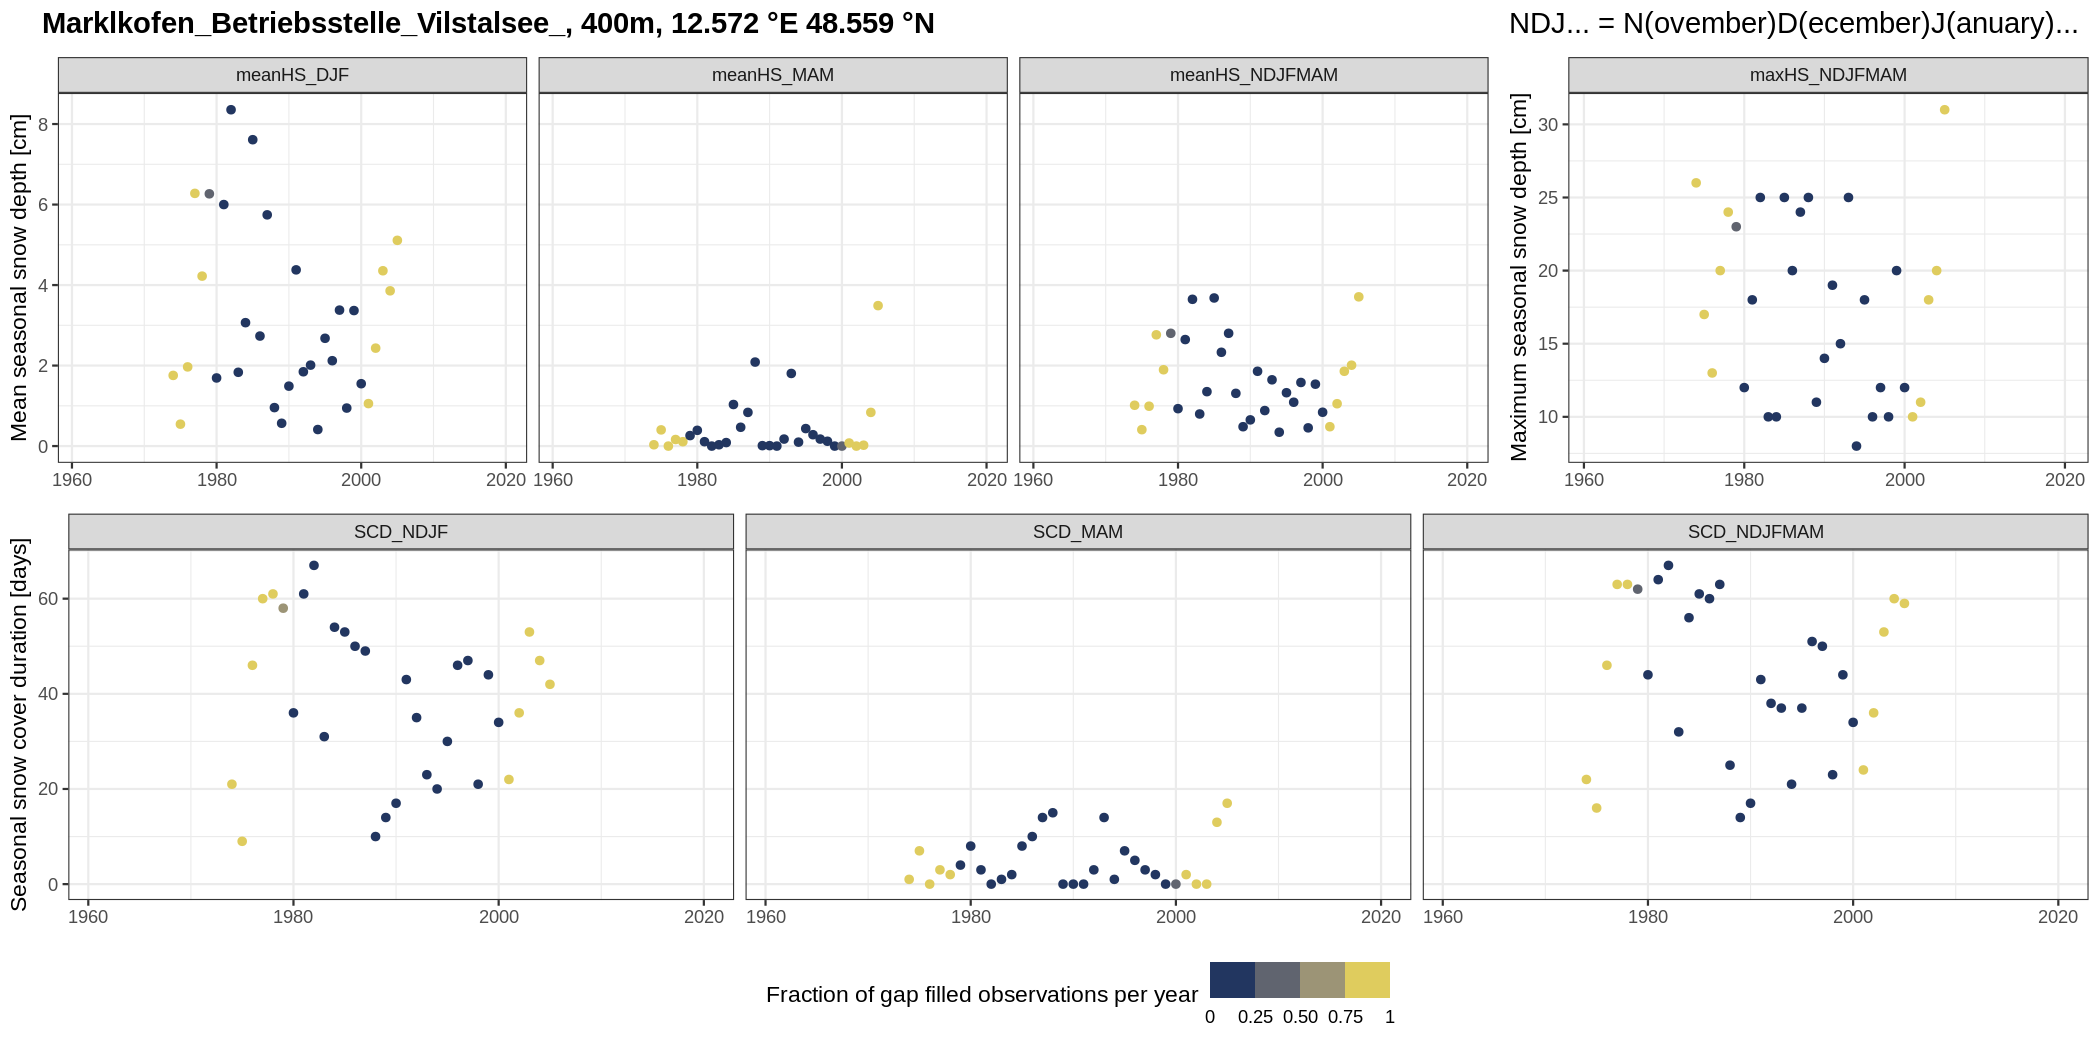 Marklkofen_Betriebsstelle_Vilstalsee_, 400m, 12.572 °E 48.559 °N
NDJ... = N(ovember)D(ecember)J(anuary)...
meanHS_DJF
meanHS_MAM
meanHS_NDJFMAM
maxHS_NDJFMAM
Mean seasonal snow depth [cm]
8
6
4
2
0
Maximum seasonal snow depth [cm]
30
25
20
15
10
1960 1980 2000 2020
1960 1980 2000 2020
1960 1980 2000 2020
1960 1980 2000 2020
SCD_NDJF
SCD_MAM
SCD_NDJFMAM
Seasonal snow cover duration [days]
60
40
20
0
1960 1980 2000 2020
1960 1980 2000 2020
1960 1980 2000 2020
Fraction of gap filled observations per year
0 0.25 0.50 0.75 1